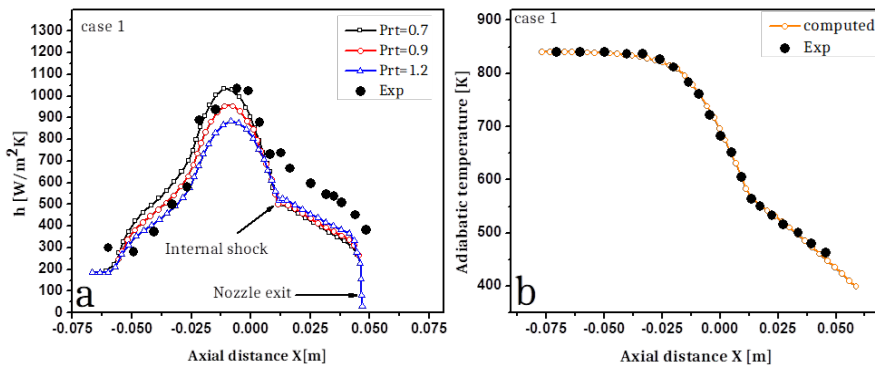 case 1
Prt=0.7
Prt=0.9
Prt=1.2
Exp
h [W/m²K]
1300
1200
1100
1000
900
800
700
600
500
400
300
200
100
0
Internal shock
Nozzle exit
a
-0.075 -0.050 -0.025 0.000 0.025 0.050 0.075
Axial distance X[m]
case 1
computed
Exp
Adiabatic temperature [K]
900
800
700
600
500
400
b
-0.075 -0.050 -0.025 0.000 0.025 0.050 0.075
Axial distance X [m]